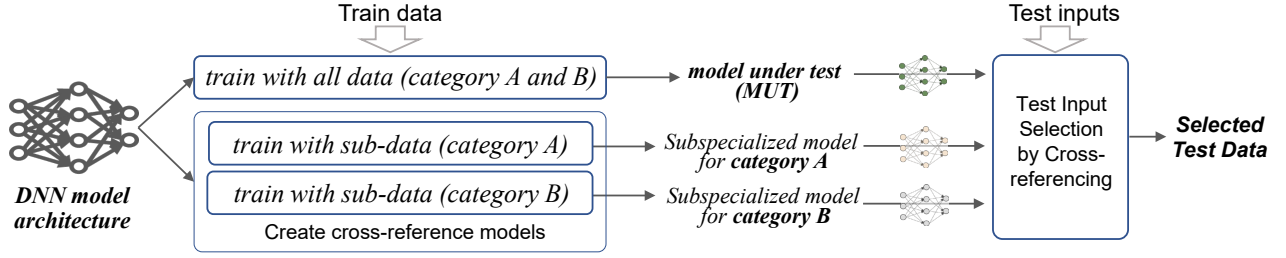 Train data
Test inputs
train with all data (category A and B)
model under test
(MUT)
DNN model
architecture
train with sub-data (category A)
Subspecialized model
for category A
train with sub-data (category B)
Subspecialized model
for category B
Create cross-reference models
Test Input
Selection
by Cross-
referencing
Selected
Test Data